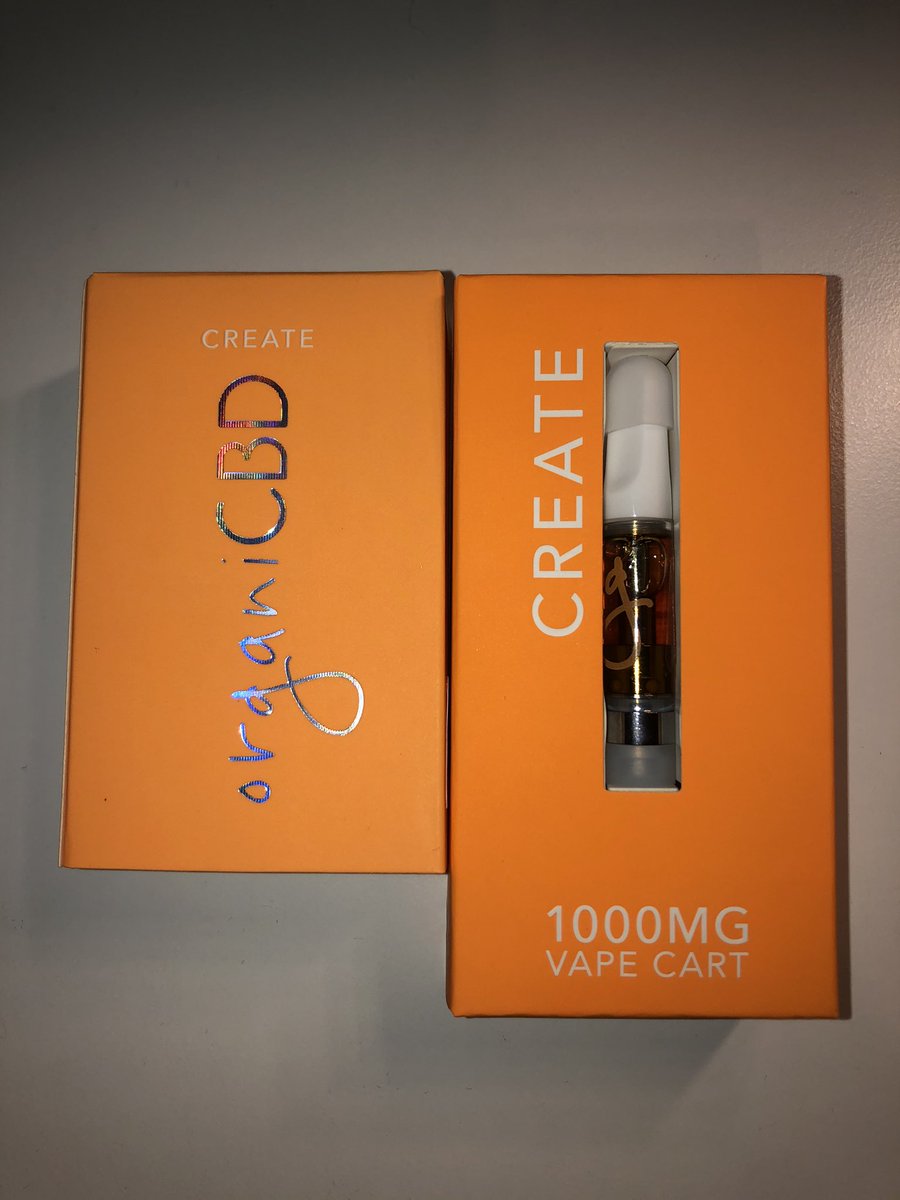 CREATE
organiCBD
CREATE
g
1000MG
VAPE CART